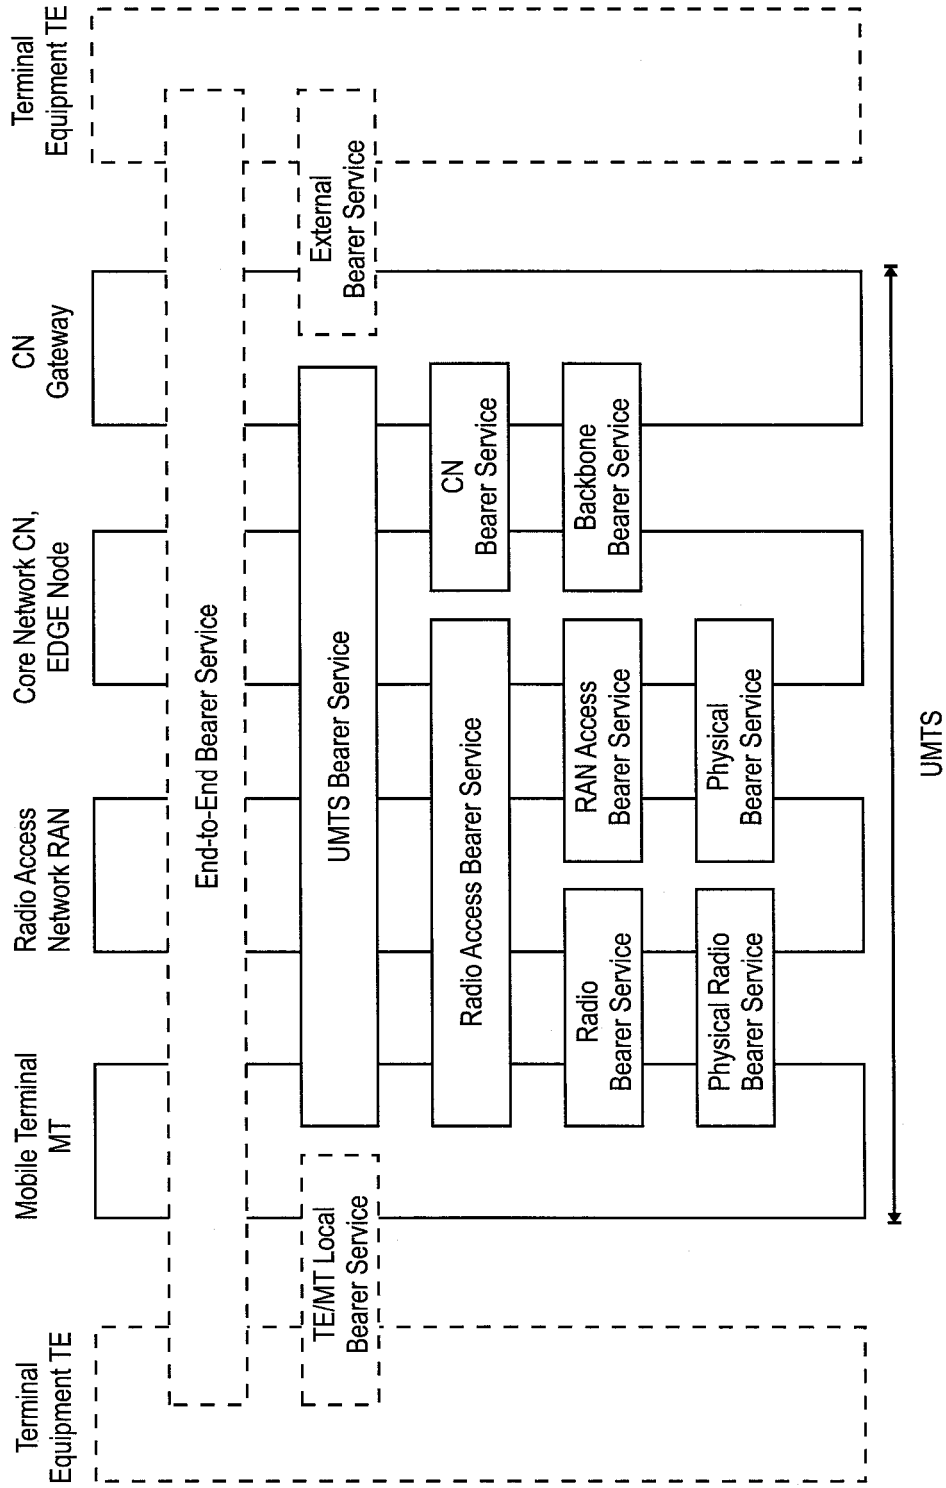 Terminal
Equipment TE
Mobile Terminal
MT
Radio Access
Network RAN
Core Network CN,
EDGE Node
CN
Gateway
Terminal
Equipment TE
End-to-End Bearer Service
TE/MT Local
Bearer Service
UMTS Bearer Service
External
Bearer Service
Radio Access Bearer Service
CN
Bearer Service
Radio
Bearer Service
RAN Access
Bearer Service
Backbone
Bearer Service
Physical Radio
Bearer Service
Physical
Bearer Service
UMTS